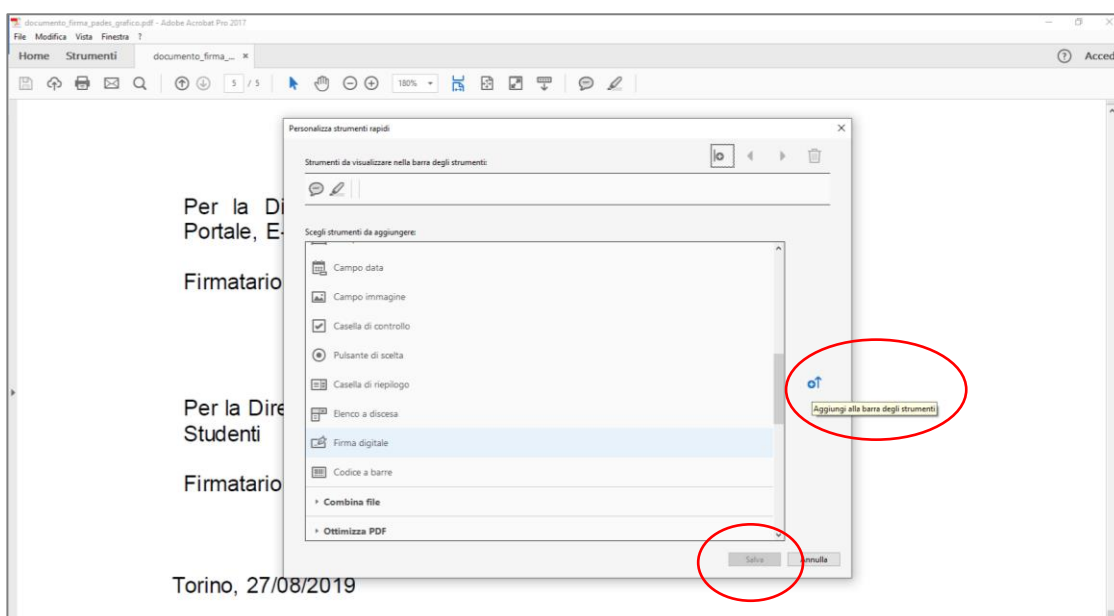 documento_firma_pades_grafico.pdf - Adobe Acrobat Pro 2017
File Modifica Vista Finestra ?
Home Strumenti documento_firma_... × Acced
5 / 5 180%
Personalizza strumenti rapidi
Strumenti da visualizzare nella barra degli strumenti:
Per la Di
Portale, E-
Scegli strumenti da aggiungere:
Campo data
Firmatario
Campo immagine
Casella di controllo
Pulsante di scelta
Casella di riepilogo
Per la Dire
Elenco a discesa
Aggiungi alla barra degli strumenti
Studenti
Firma digitale
Codice a barre
Firmatario
Combina file
Ottimizza PDF
Salva Annulla
Torino, 27/08/2019